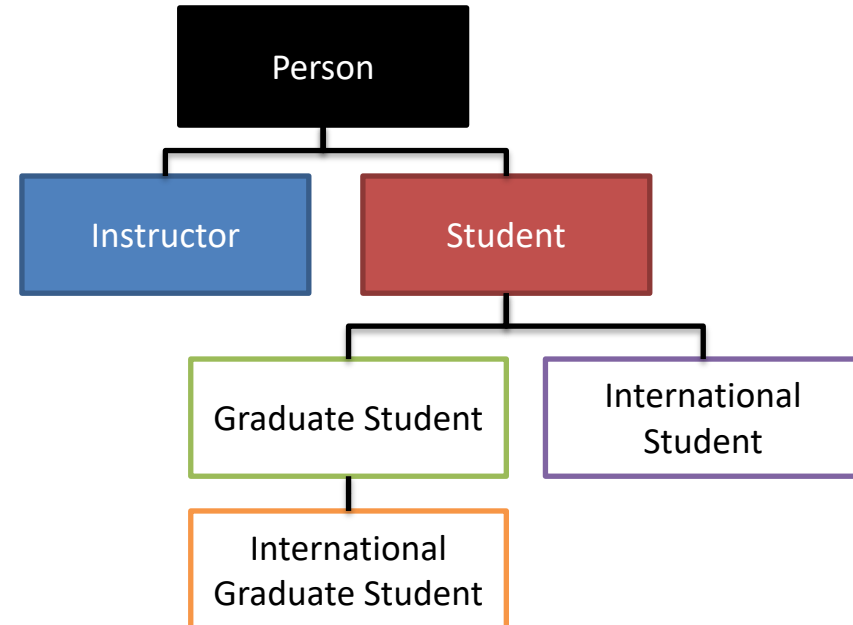 Person
Instructor
Student
Graduate Student
International
Student
International
Graduate Student